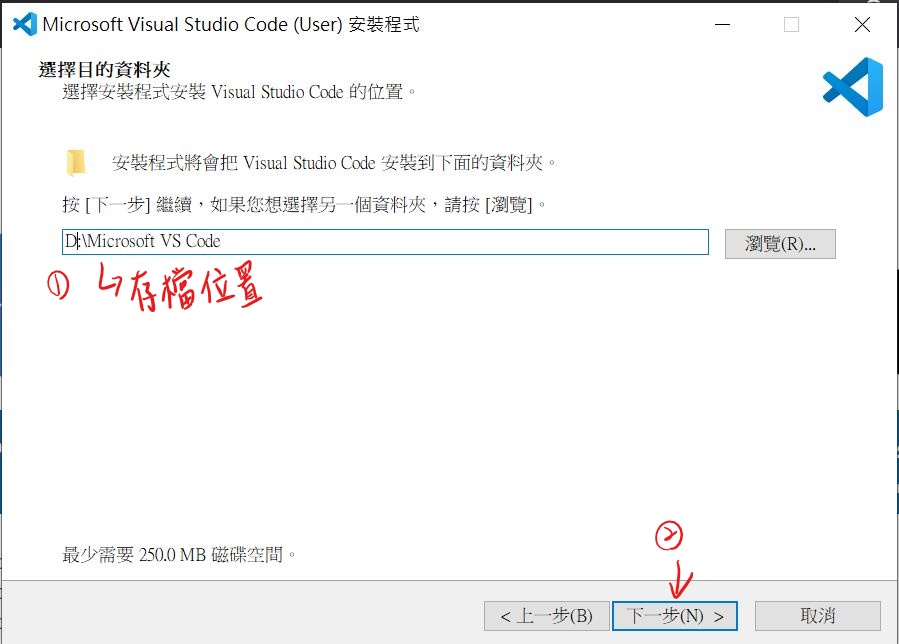 Microsoft Visual Studio Code (User) 安裝程式
選擇目的資料夾
選擇安裝程式安裝 Visual Studio Code 的位置。
安裝程式將會把 Visual Studio Code 安裝到下面的資料夾。
按 [下一步] 繼續，如果您想選擇另一個資料夾，請按 [瀏覽]。
D:\Microsoft VS Code
瀏覽(R)...
① ↳存檔位置
最少需要 250.0 MB 磁碟空間。
②
↓
< 上一步(B)
下一步(N) >
取消